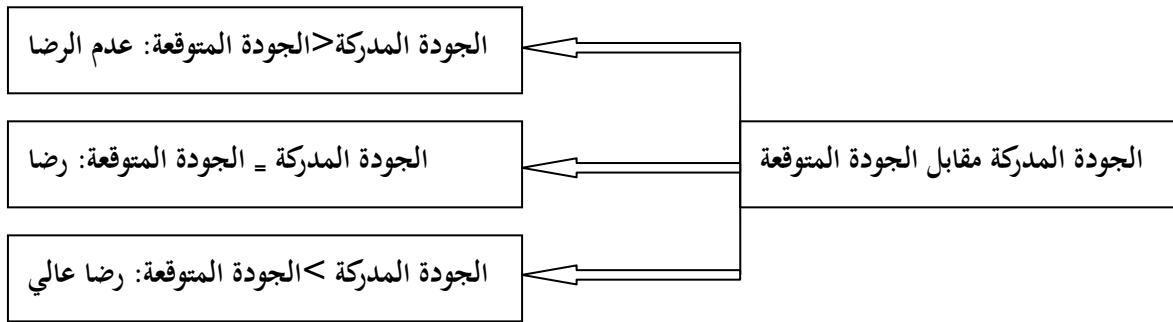 الجودة المدركة<الجودة المتوقعة: عدم الرضا
الجودة المدركة مقابل الجودة المتوقعة
الجودة المدركة = الجودة المتوقعة: رضا
الجودة المدركة >الجودة المتوقعة: رضا عالي